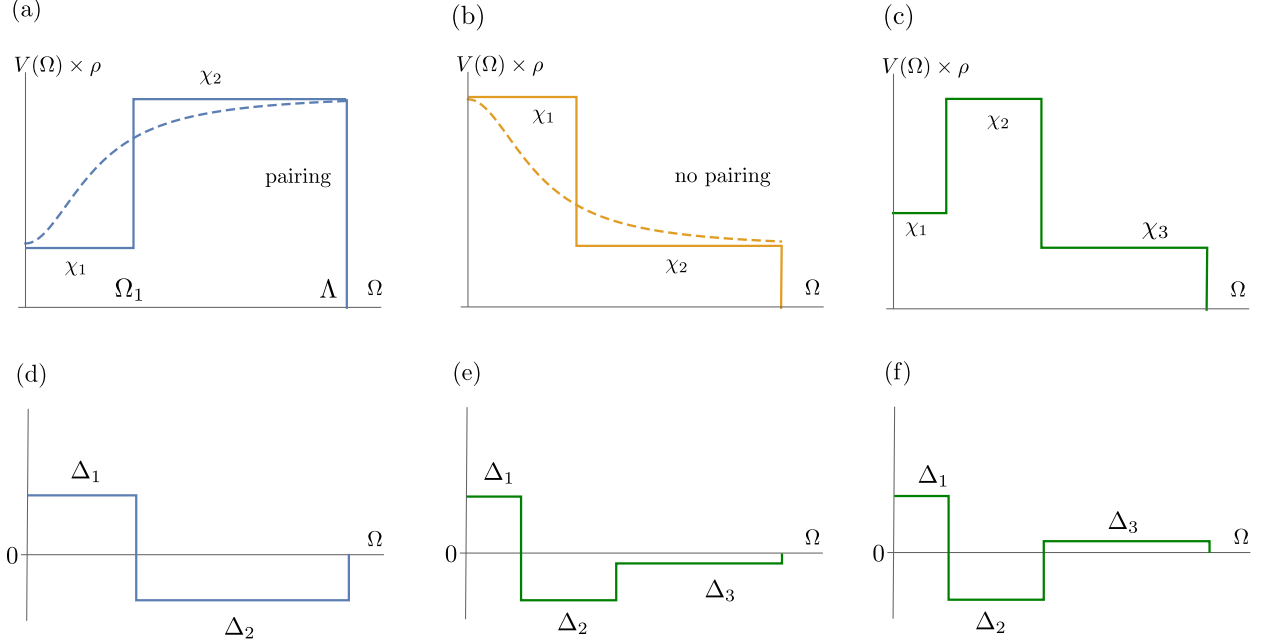 (a)
V(Ω) × ρ
χ₂
pairing
χ₁
Ω₁
Λ
Ω
(b)
V(Ω) × ρ
χ₁
no pairing
χ₂
Ω
(c)
V(Ω) × ρ
χ₂
χ₁
χ₃
Ω
(d)
Δ₁
Ω
0
Δ₂
(e)
Δ₁
Ω
0
Δ₃
Δ₂
(f)
Δ₁
Δ₃
Ω
0
Δ₂